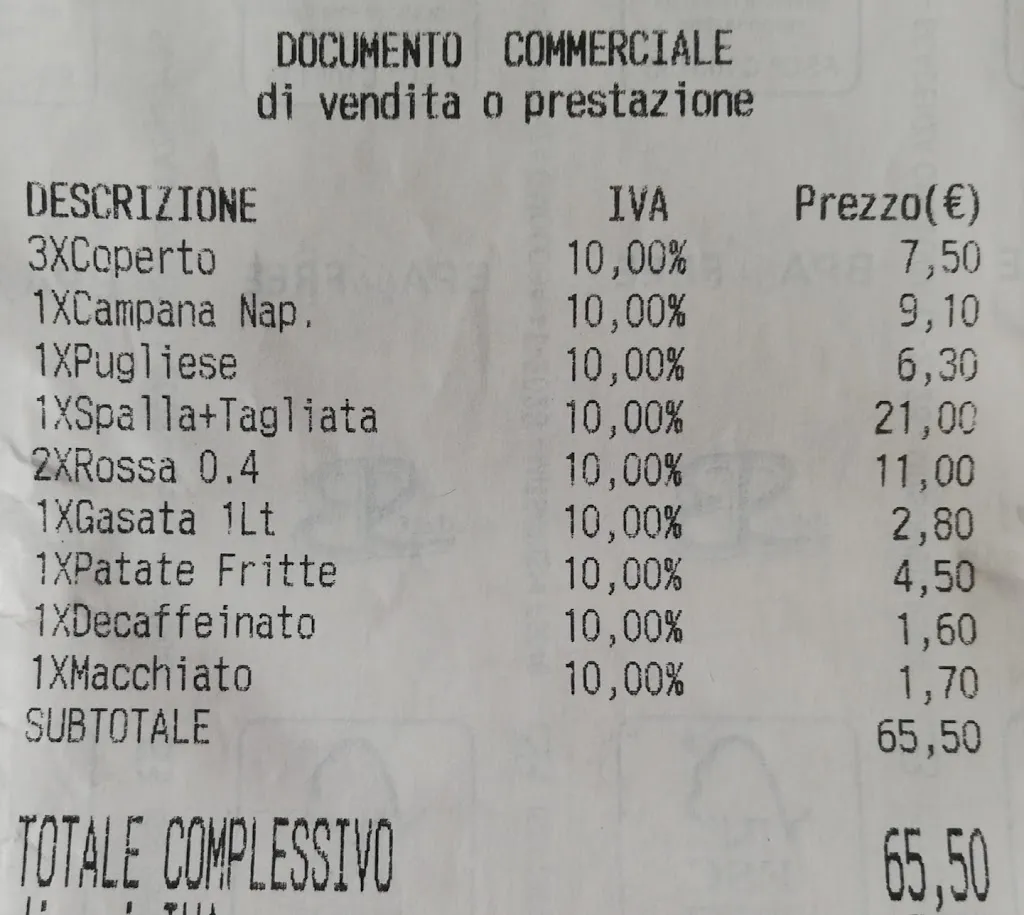 DOCUMENTO COMMERCIALE
di vendita o prestazione
DESCRIZIONE IVA Prezzo(€)
3XCoperto 10,00% 7,50
1XCampana Nap. 10,00% 9,10
1XPugliese 10,00% 6,30
1XSpalla+Tagliata 10,00% 21,00
2XRossa 0.4 10,00% 11,00
1XGasata 1Lt 10,00% 2,80
1XPatate Fritte 10,00% 4,50
1XDecaffeinato 10,00% 1,60
1XMacchiato 10,00% 1,70
SUBTOTALE 65,50
TOTALE COMPLESSIVO 65,50